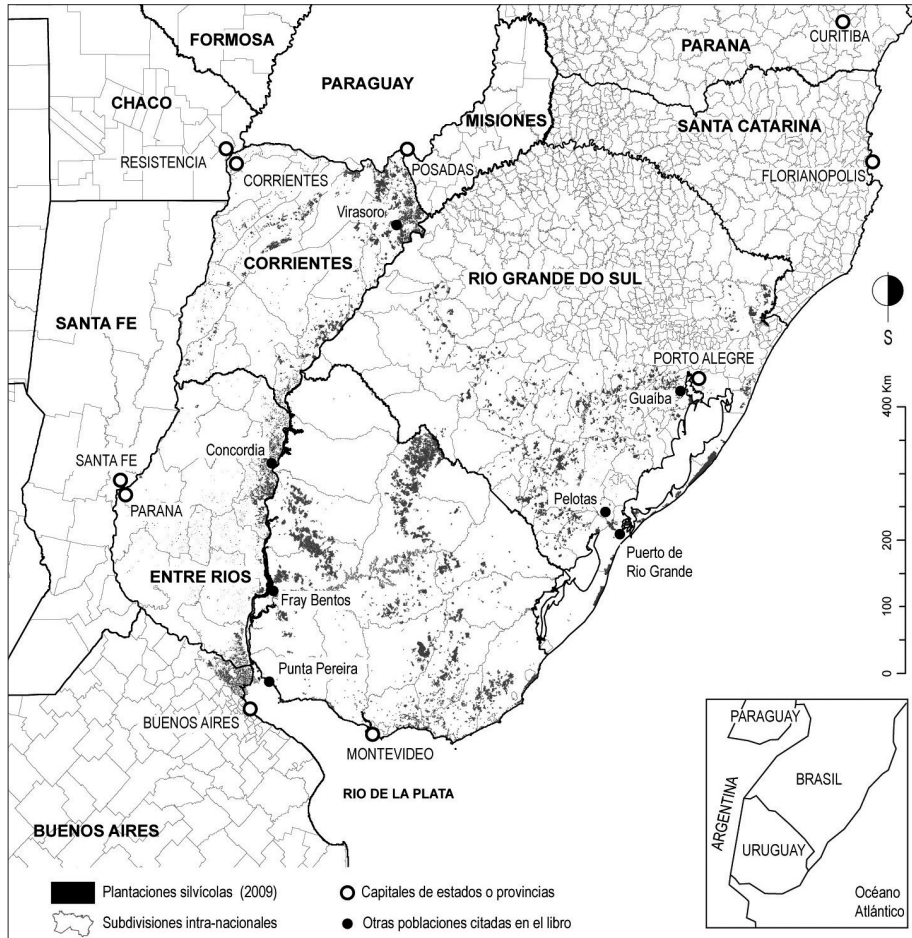 FORMOSA
PARANA
CURITIBA
PARAGUAY
CHACO
MISIONES
SANTA CATARINA
RESISTENCIA
CORRIENTES
POSADAS
FLORIANOPOLIS
Virasoro
CORRIENTES
RIO GRANDE DO SUL
SANTA FE
S
PORTO ALEGRE
Guaíba
400 Km
Concordia
SANTA FE
PARANA
Pelotas
200
Puerto de
Rio Grande
ENTRE RIOS
Fray Bentos
100
Punta Pereira
0
BUENOS AIRES
MONTEVIDEO
RIO DE LA PLATA
BUENOS AIRES
PARAGUAY
BRASIL
ARGENTINA
URUGUAY
Océano
Atlántico
Plantaciones silvícolas (2009)
Capitales de estados o provincias
Subdivisiones intra-nacionales
Otras poblaciones citadas en el libro